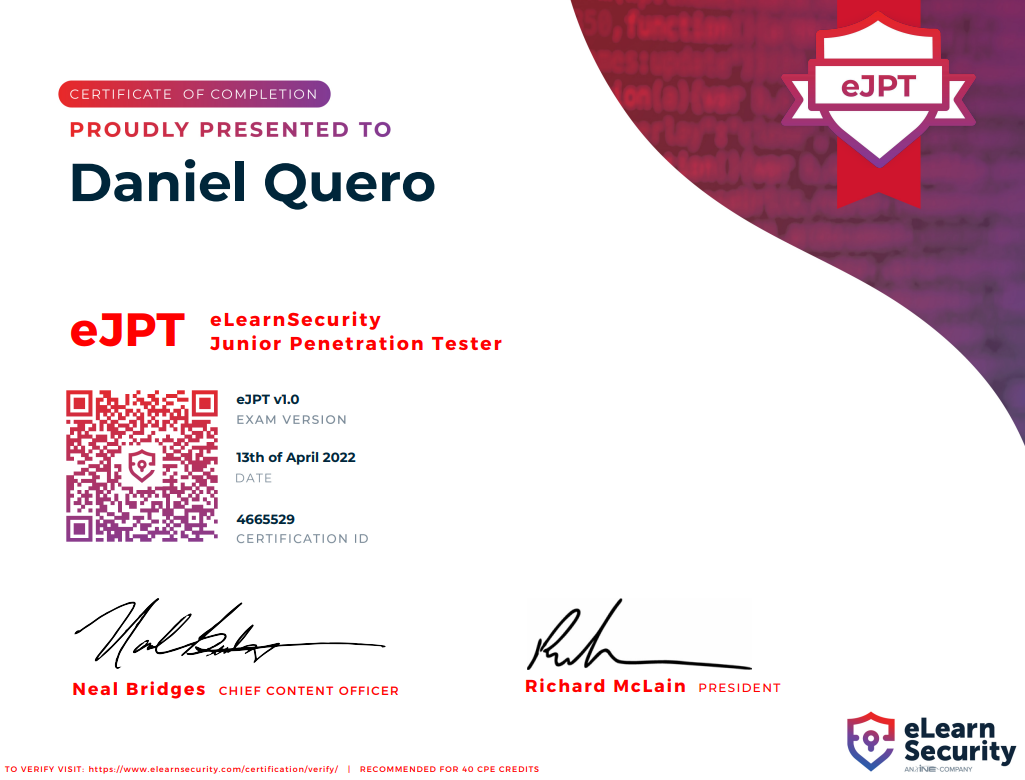 eJPT
CERTIFICATE OF COMPLETION
PROUDLY PRESENTED TO
Daniel Quero
eJPT
eLearnSecurity
Junior Penetration Tester
eJPT v1.0
EXAM VERSION
13th of April 2022
DATE
4665529
CERTIFICATION ID
Neal Bridges CHIEF CONTENT OFFICER
Richard McLain PRESIDENT
eLearn
Security
AN INE COMPANY
TO VERIFY VISIT: https://www.elearnsecurity.com/certification/verify/ | RECOMMENDED FOR 40 CPE CREDITS